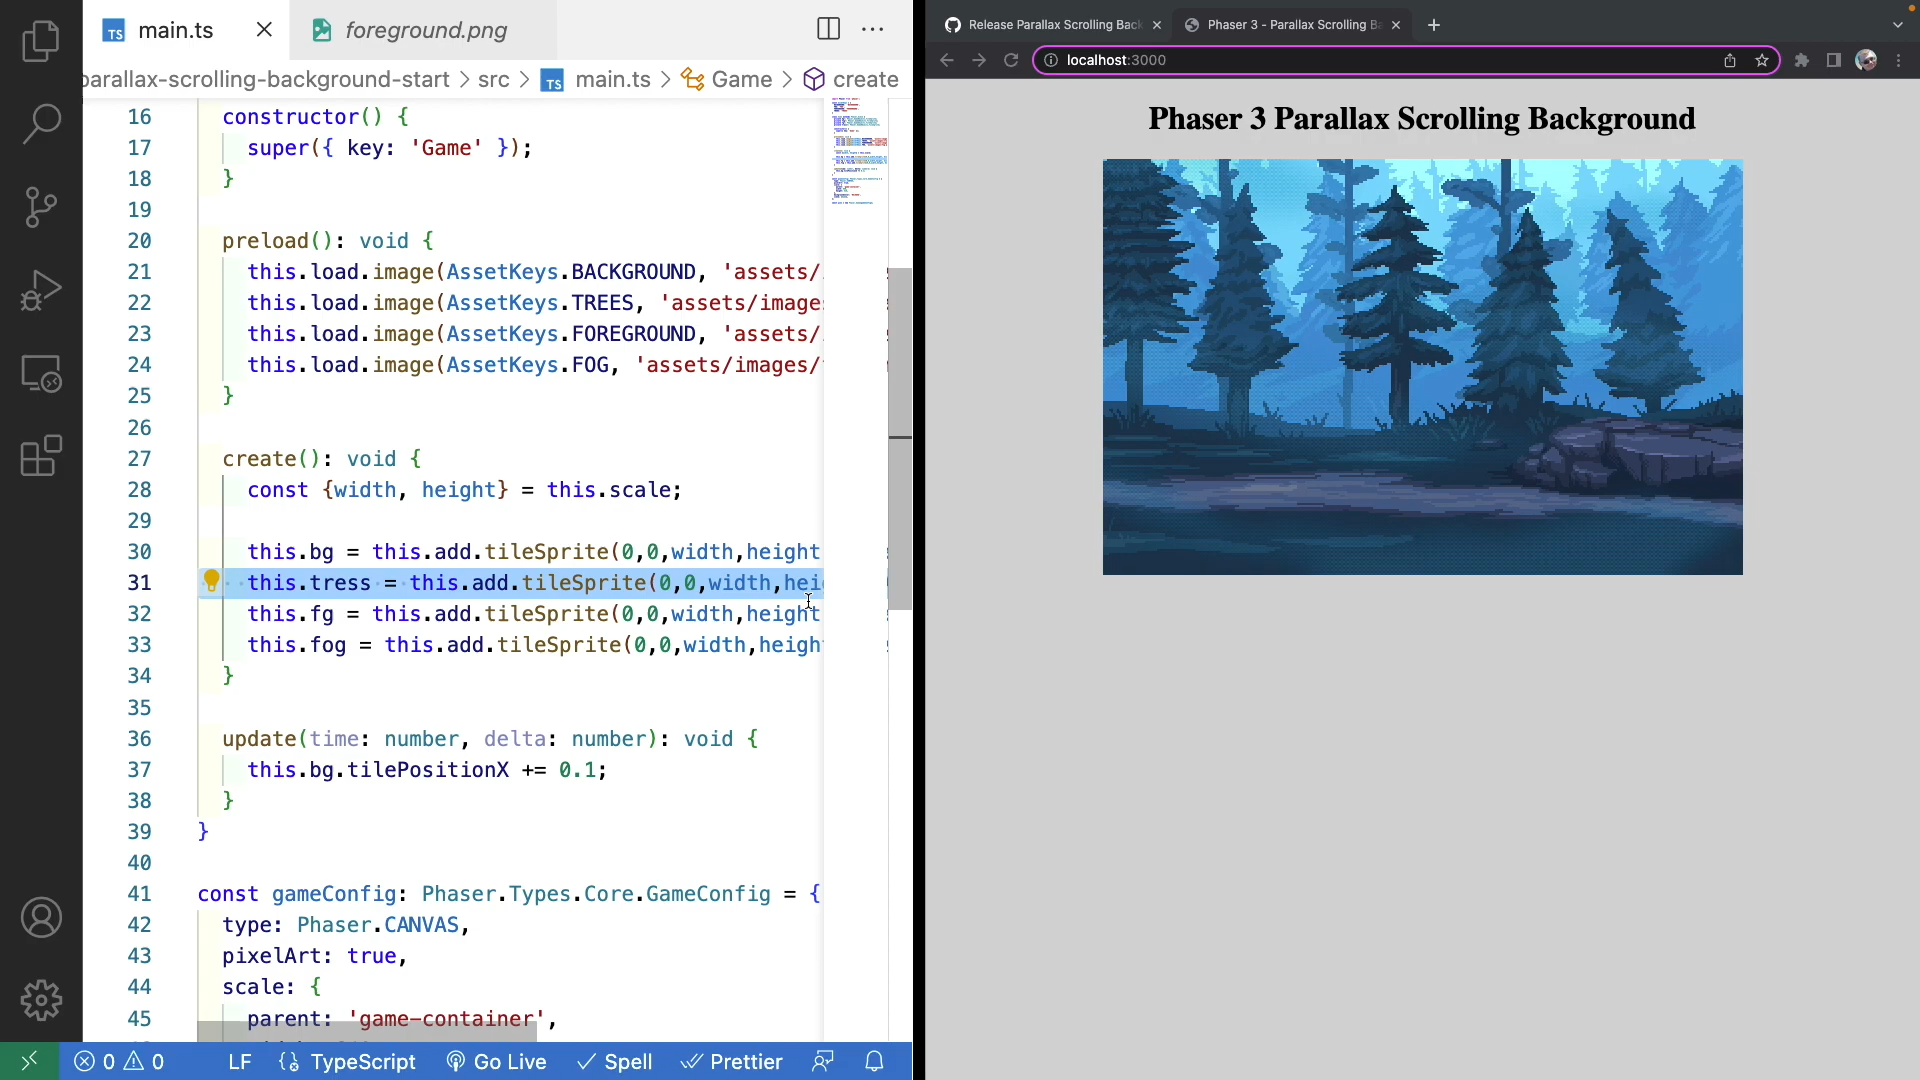 main.ts
foreground.png
parallax-scrolling-background-start > src > TS main.ts > Game > create
16 constructor() {
17 super({ key: 'Game' });
18 }
19
20 preload(): void {
21 this.load.image(AssetKeys.BACKGROUND, 'assets/
22 this.load.image(AssetKeys.TREES, 'assets/image
23 this.load.image(AssetKeys.FOREGROUND, 'assets/
24 this.load.image(AssetKeys.FOG, 'assets/images/
25 }
26
27 create(): void {
28 const {width, height} = this.scale;
29
30 this.bg = this.add.tileSprite(0,0,width,height
31 this.tress = this.add.tileSprite(0,0,width,hei
32 this.fg = this.add.tileSprite(0,0,width,height
33 this.fog = this.add.tileSprite(0,0,width,heigh
34 }
35
36 update(time: number, delta: number): void {
37 this.bg.tilePositionX += 0.1;
38 }
39 }
40
41 const gameConfig: Phaser.Types.Core.GameConfig = {
42 type: Phaser.CANVAS,
43 pixelArt: true,
44 scale: {
45 parent: 'game-container',
0 0 LF {} TypeScript Go Live Spell Prettier
Release Parallax Scrolling Back
Phaser 3 - Parallax Scrolling Ba
localhost:3000
Phaser 3 Parallax Scrolling Background